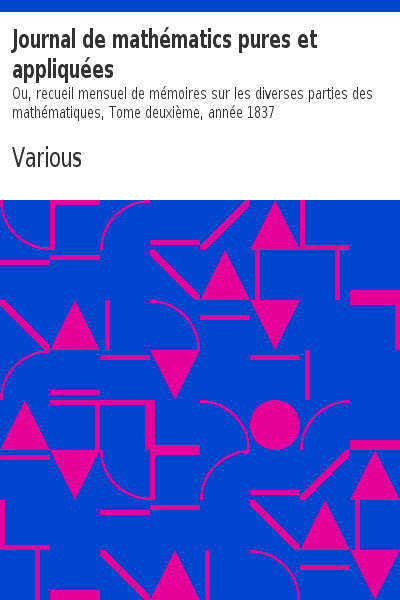 Journal de mathématics pures et
appliquées
Ou, recueil mensuel de mémoires sur les diverses parties des
mathématiques, Tome deuxième, année 1837
Various